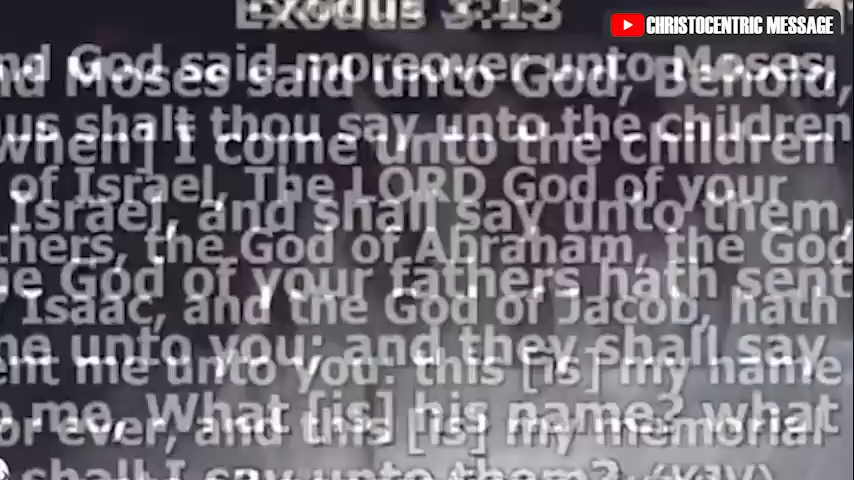 CHRISTOCENTRIC MESSAGE
Exodus
nd God said moreover unto Moses,
nd Moses said unto God, Behold,
us shalt thou say unto the children
when] I come unto the children
of Israel, The LORD God of your
Israel, and shall say unto them,
thers, the God of Abraham, the God
e God of your fathers hath sent
Isaac, and the God of Jacob, hath
me unto you; and they shall say
ent me unto you: this [is] my name
o me, What [is] his name? what
or ever, and this [is] my memorial
shall I say unto them? (KJV)